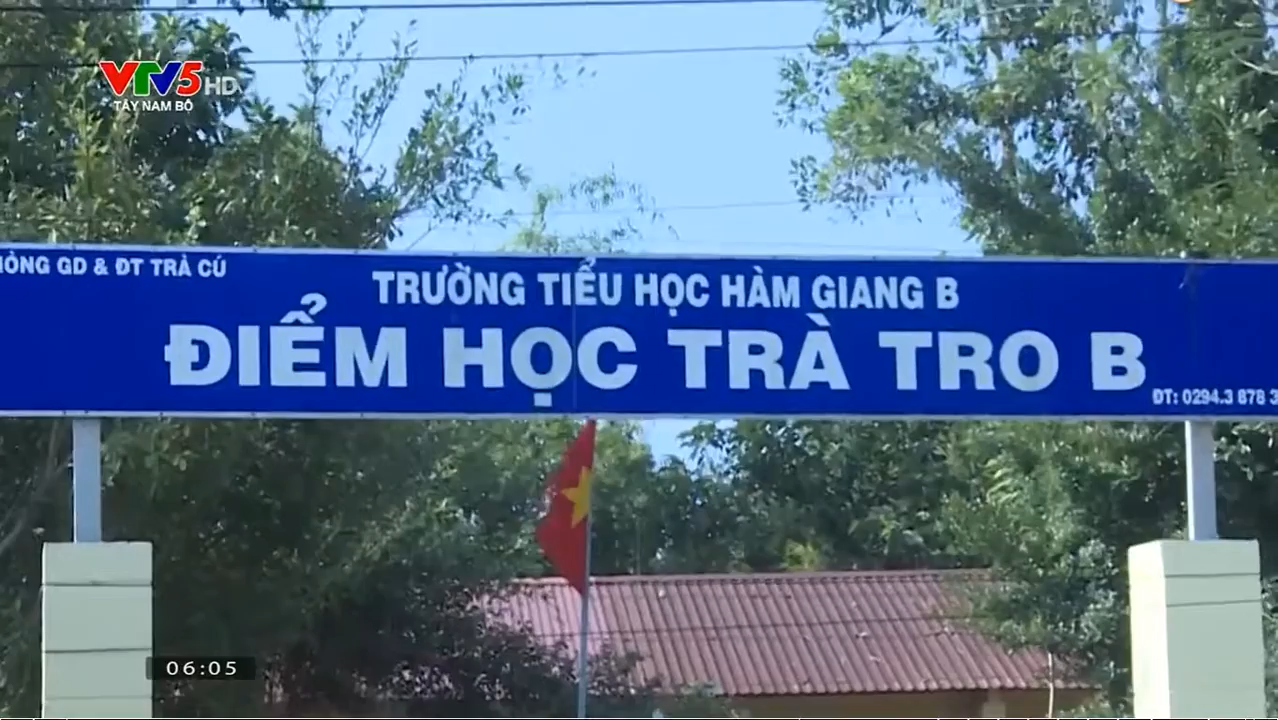 VTV5 HD
TÂY NAM BỘ
GD & ĐT TRÀ CÚ
TRƯỜNG TIỂU HỌC HÀM GIANG B
ĐIỂM HỌC TRÀ TRO B
ĐT: 0294.3 878 3
06:05